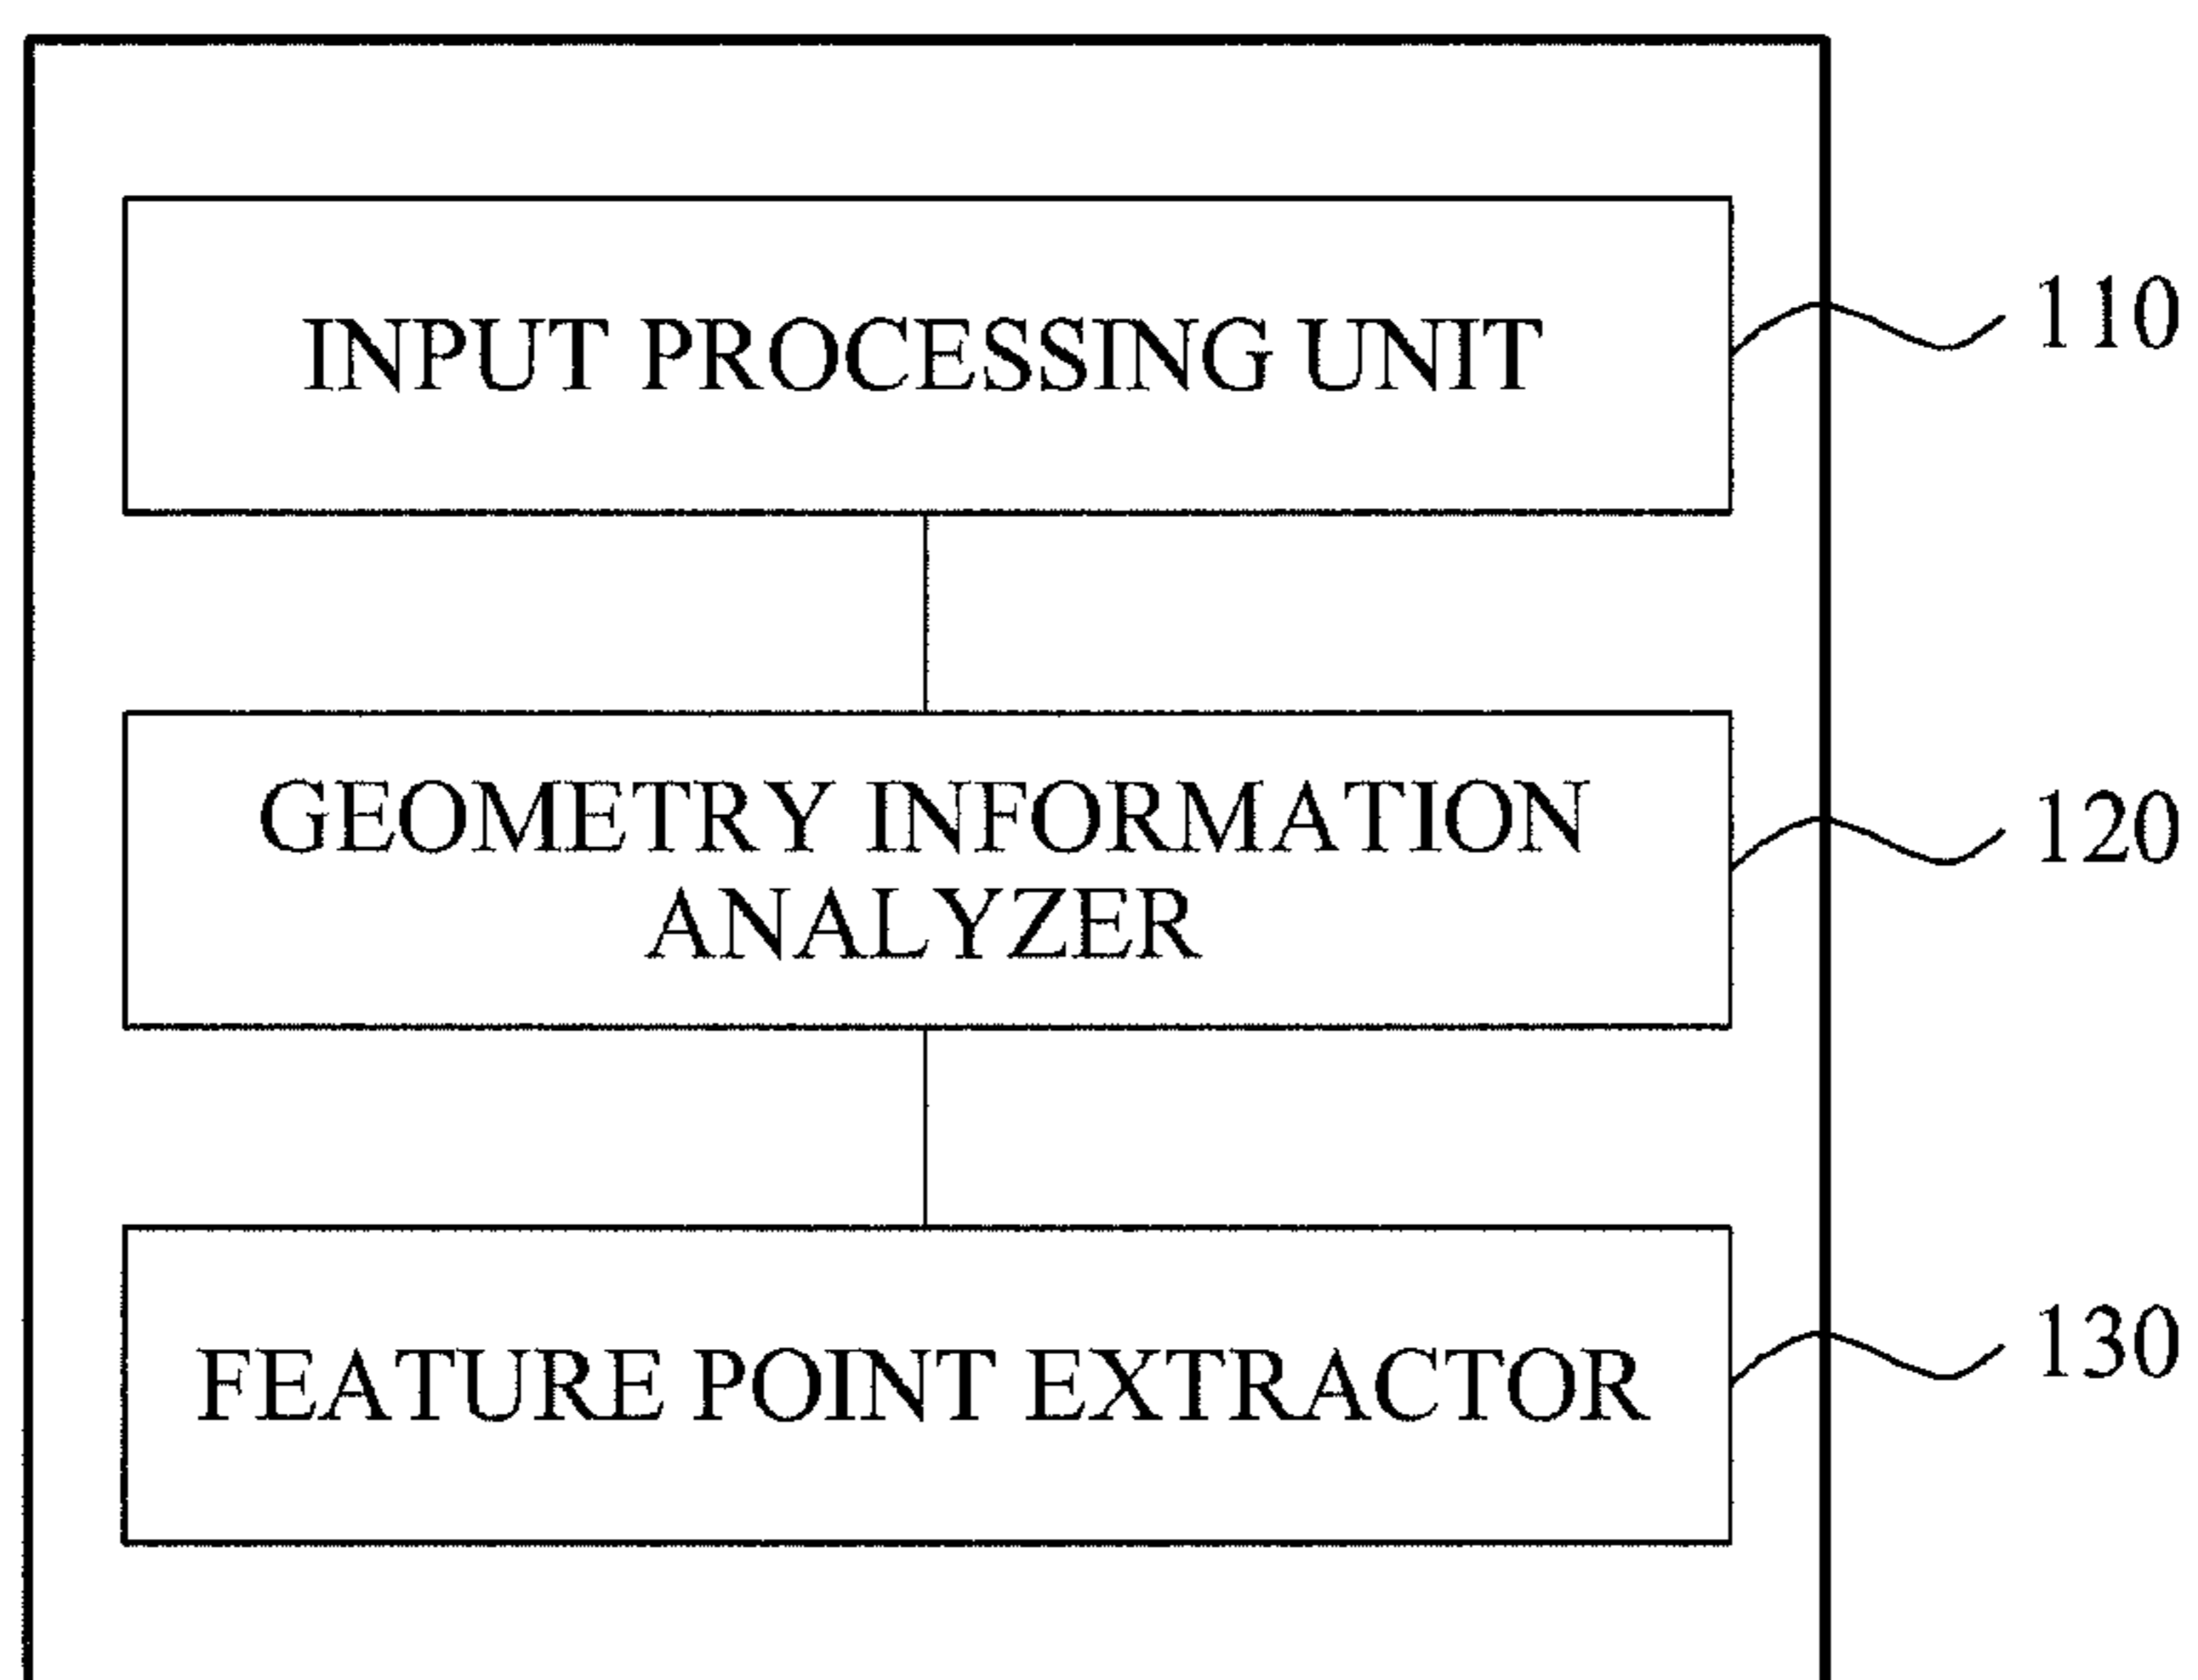 INPUT PROCESSING UNIT
110
GEOMETRY INFORMATION
ANALYZER
120
FEATURE POINT EXTRACTOR
130